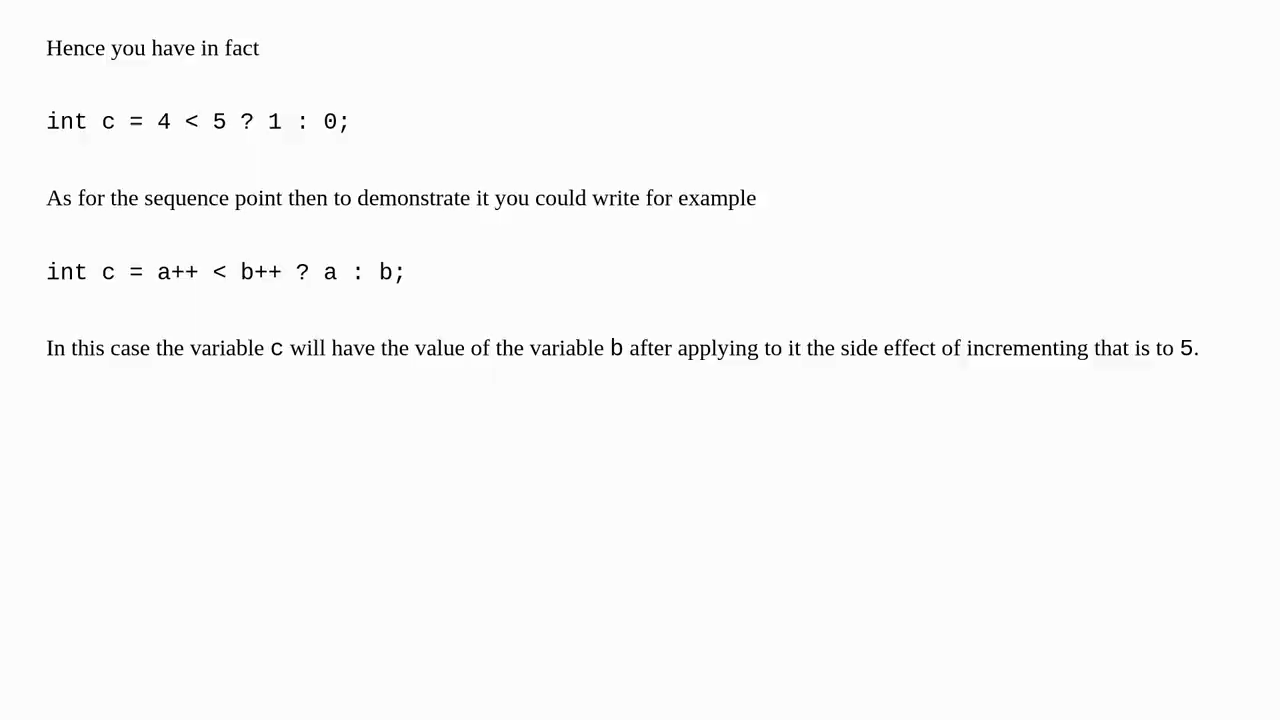 Hence you have in fact
int c = 4 < 5 ? 1 : 0;
As for the sequence point then to demonstrate it you could write for example
int c = a++ < b++ ? a : b;
In this case the variable c will have the value of the variable b after applying to it the side effect of incrementing that is to 5.